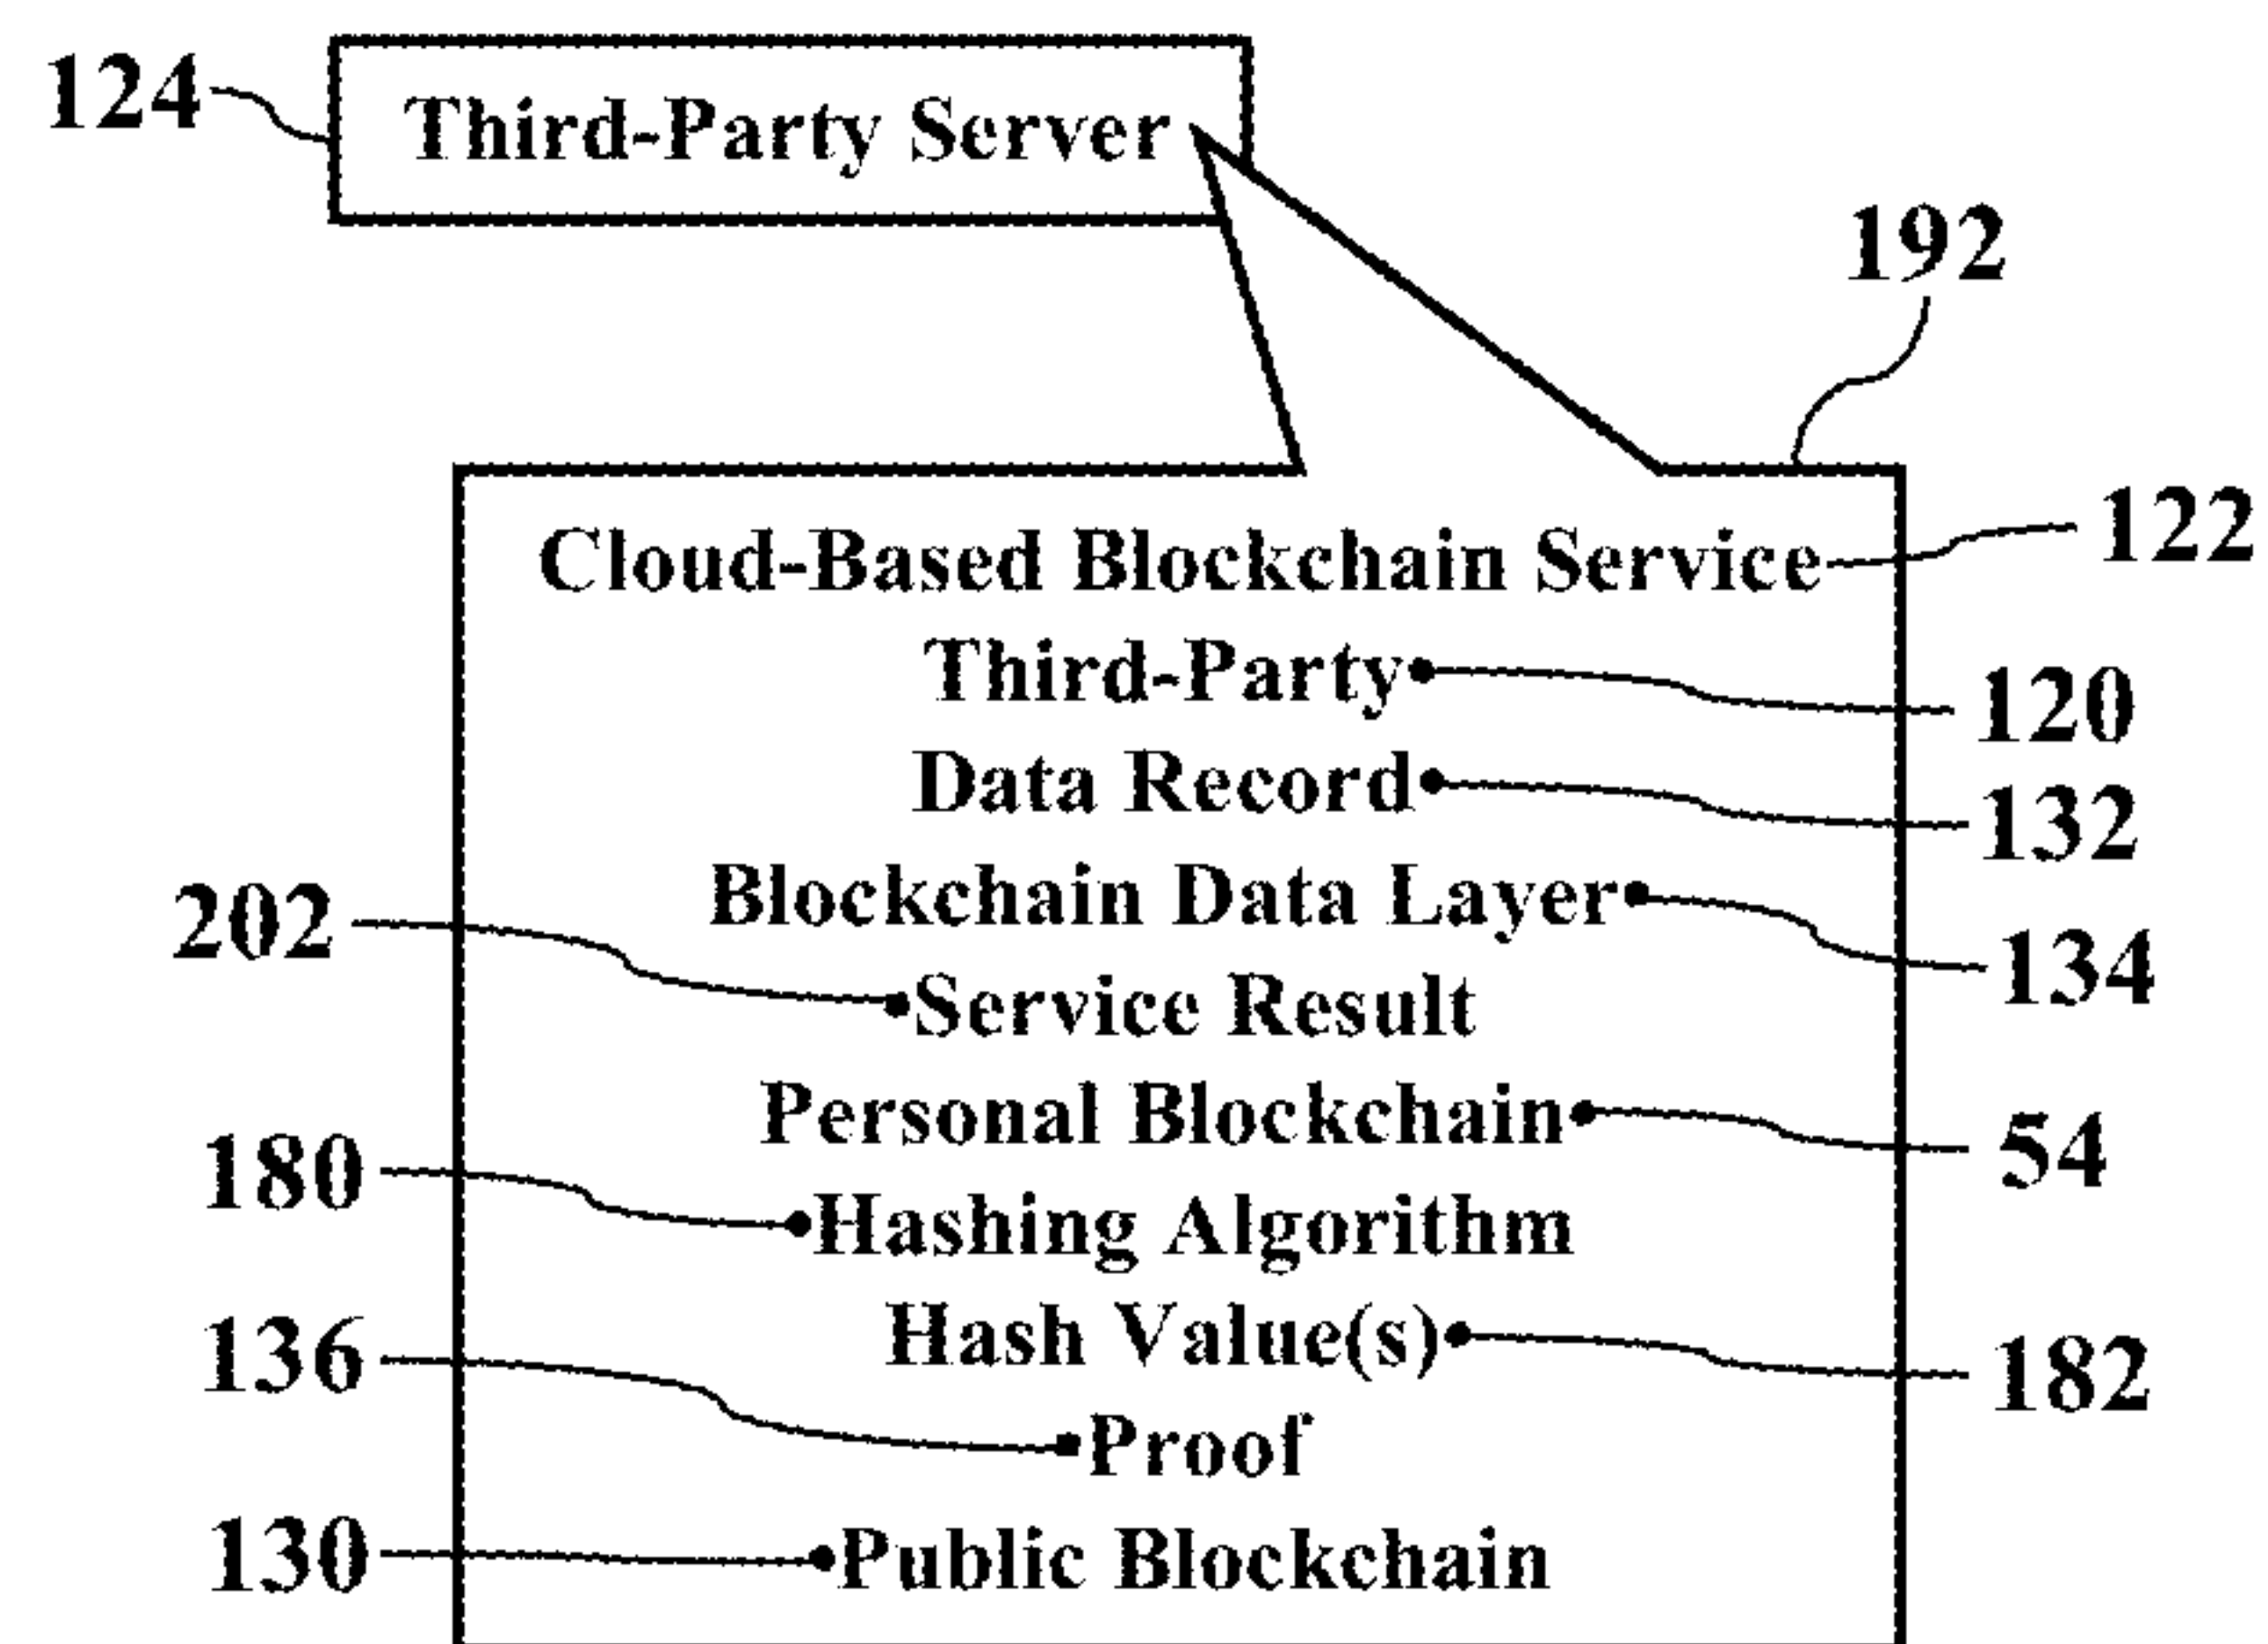 124 Third-Party Server
192
Cloud-Based Blockchain Service 122
Third-Party 120
Data Record 132
Blockchain Data Layer 134
202 Service Result
Personal Blockchain 54
180 Hashing Algorithm
Hash Value(s) 182
136 Proof
130 Public Blockchain